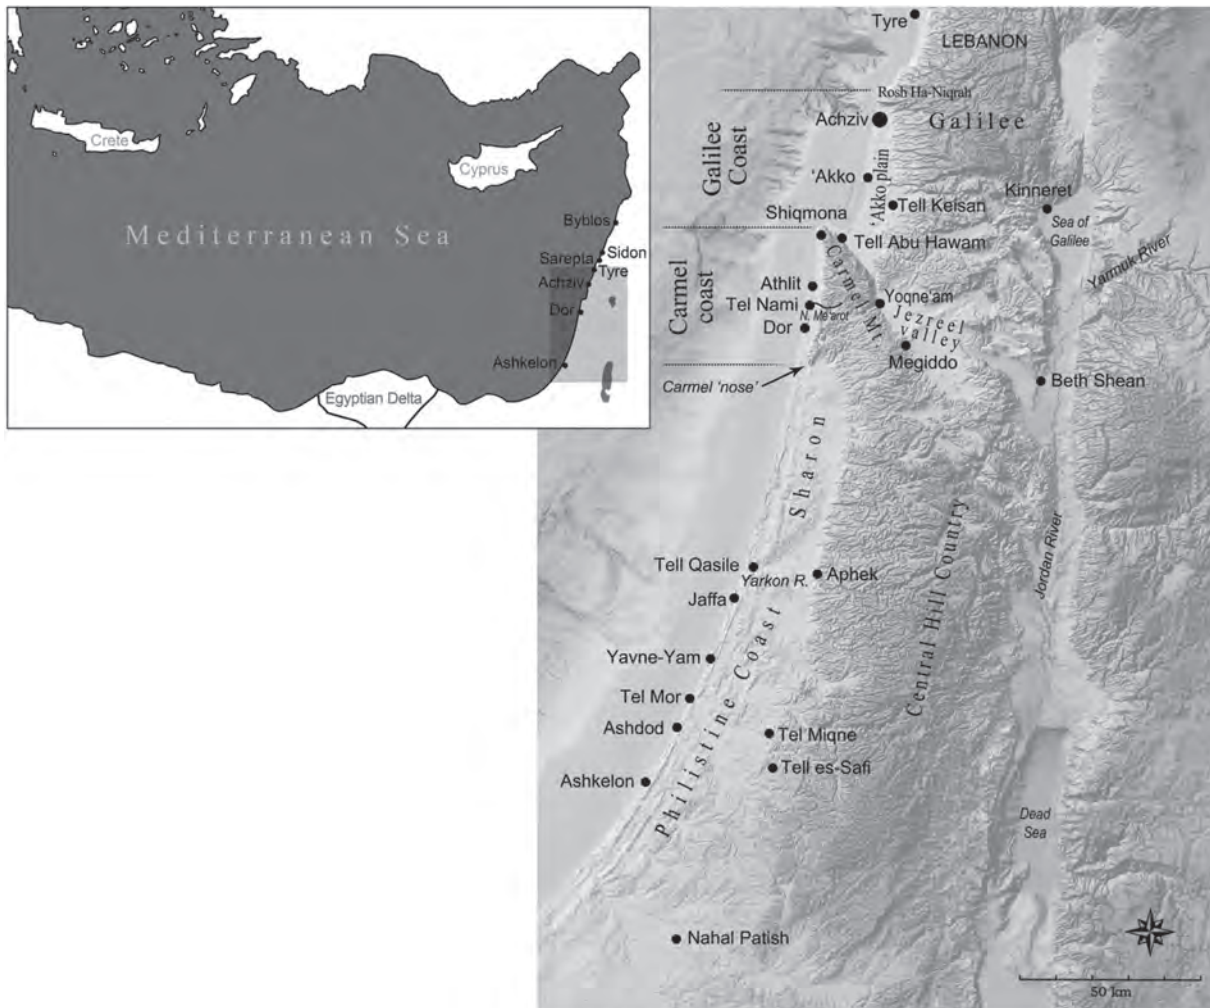 Crete
Cyprus
Mediterranean Sea
Byblos
Sidon
Sarepta
Tyre
Achziv
Dor
Ashkelon
Egyptian Delta
Tyre
LEBANON
Rosh Ha-Niqrah
Achziv
Galilee
Galilee
Coast
'Akko
'Akko plain
Tell Keisan
Kinneret
Sea of
Galilee
Shiqmona
Tell Abu Hawam
Yarmuk River
Carmel
coast
Athlit
Carmel Mt
Tel Nami
N. Me'arot
Yoqne'am
Jezreel
valley
Dor
Megiddo
Carmel 'nose'
Beth Shean
Sharon
Central Hill Country
Jordan River
Tell Qasile
Yarkon R.
Aphek
Jaffa
Philistine Coast
Yavne-Yam
Tel Mor
Ashdod
Tel Miqne
Tell es-Safi
Ashkelon
Dead
Sea
Nahal Patish
50 km